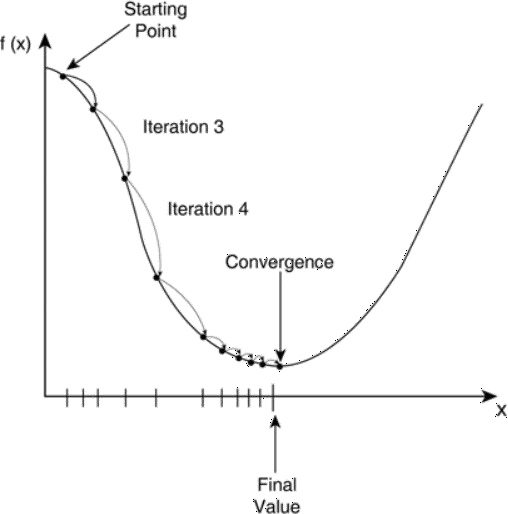 Starting
Point
f (x)
Iteration 3
Iteration 4
Convergence
x
Final
Value